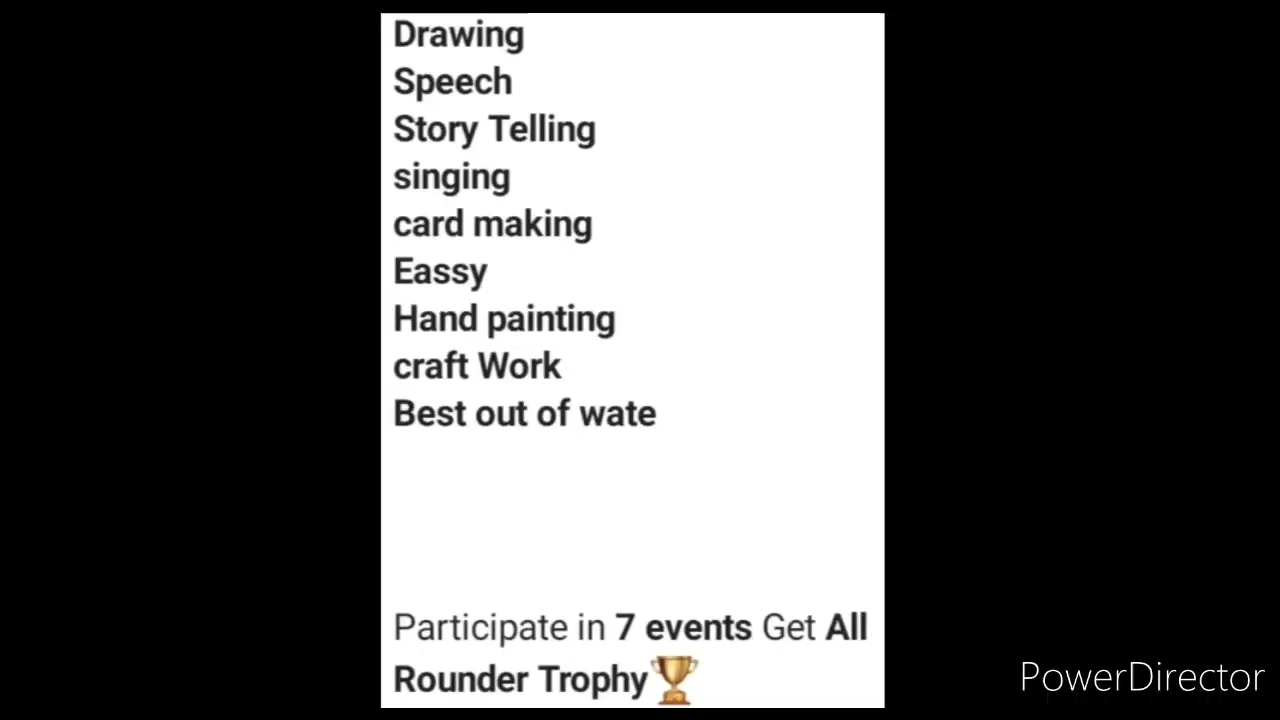 Drawing
Speech
Story Telling
singing
card making
Eassy
Hand painting
craft Work
Best out of wate
Participate in 7 events Get All
Rounder Trophy🏆
PowerDirector